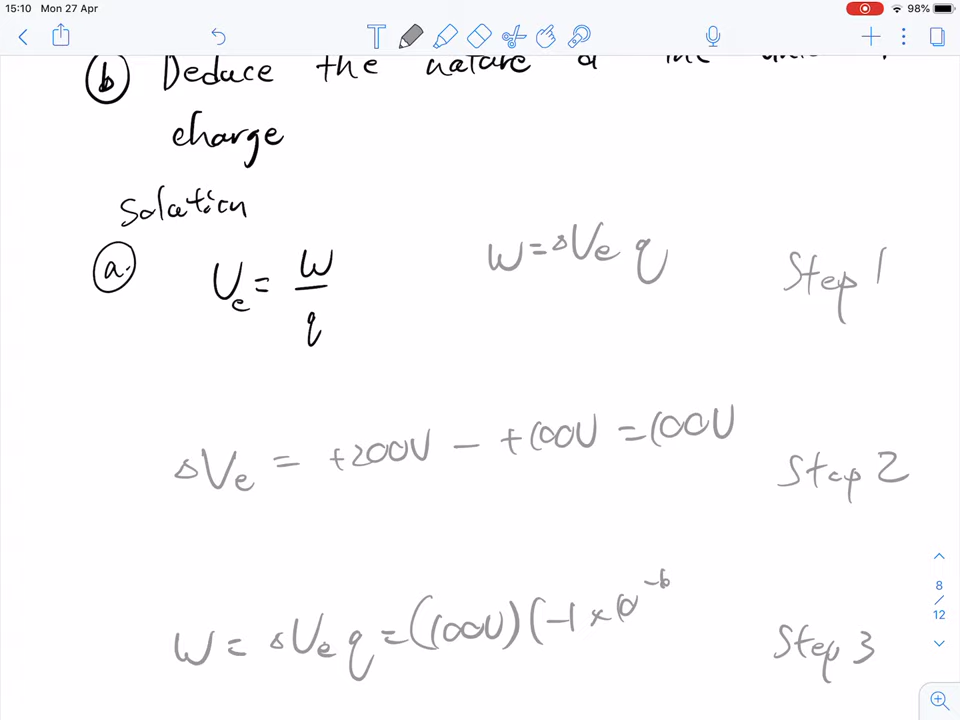 15:10 Mon 27 Apr 98%
(b) Deduce the nature
charge
Solution
(a.) Ve = W/q W = ΔVe q Step 1
ΔVe = +200V − +100V = 100V Step 2
8
/
12
W = ΔVe q = (100V)(−1 × 10^-6 Step 3